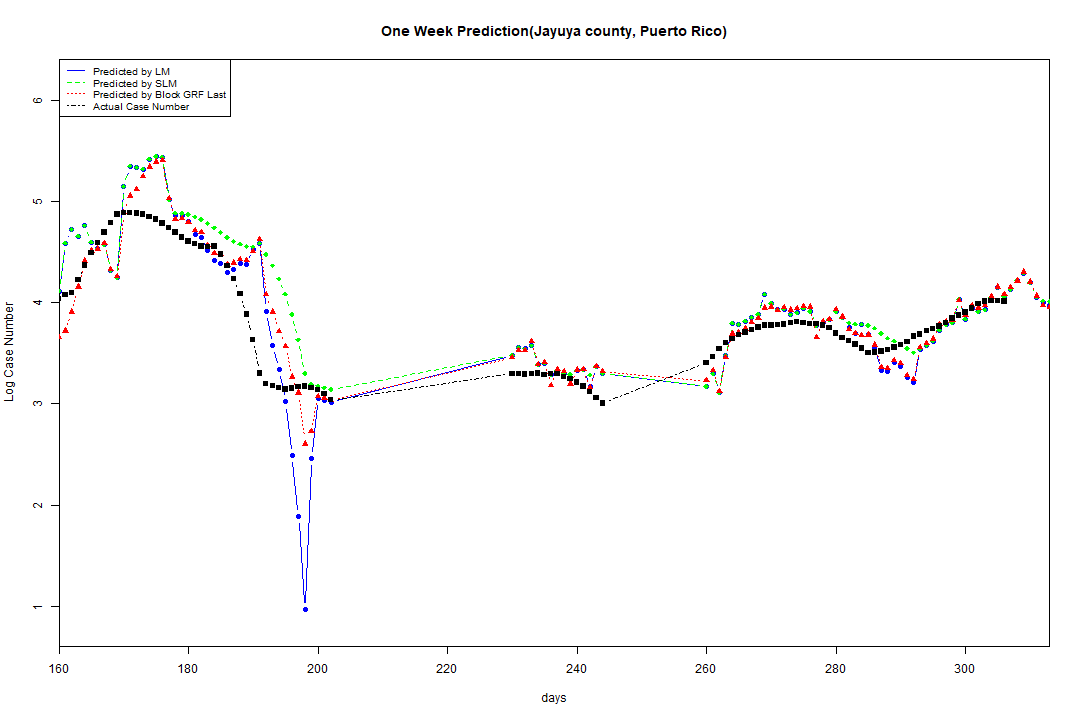 One Week Prediction(Jayuya county, Puerto Rico)
Predicted by LM
Predicted by SLM
Predicted by Block GRF Last
Actual Case Number
6
5
4
3
2
1
Log Case Number
160 180 200 220 240 260 280 300
days